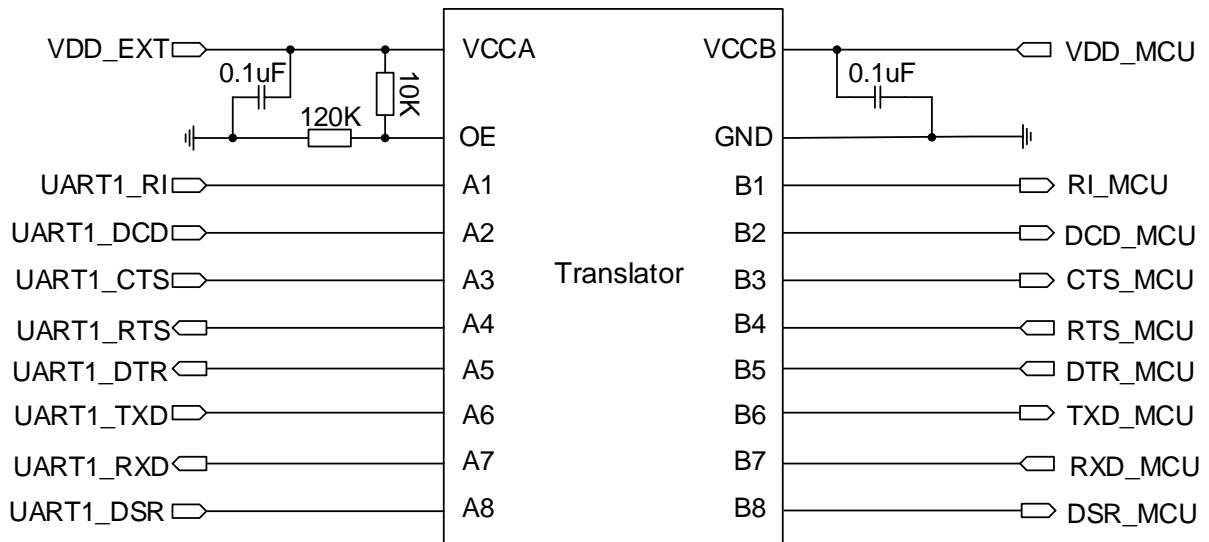 VDD_EXT VCCA VCCB VDD_MCU
0.1uF 10K 0.1uF
120K
OE GND
UART1_RI A1 B1 RI_MCU
UART1_DCD A2 B2 DCD_MCU
UART1_CTS A3 Translator B3 CTS_MCU
UART1_RTS A4 B4 RTS_MCU
UART1_DTR A5 B5 DTR_MCU
UART1_TXD A6 B6 TXD_MCU
UART1_RXD A7 B7 RXD_MCU
UART1_DSR A8 B8 DSR_MCU